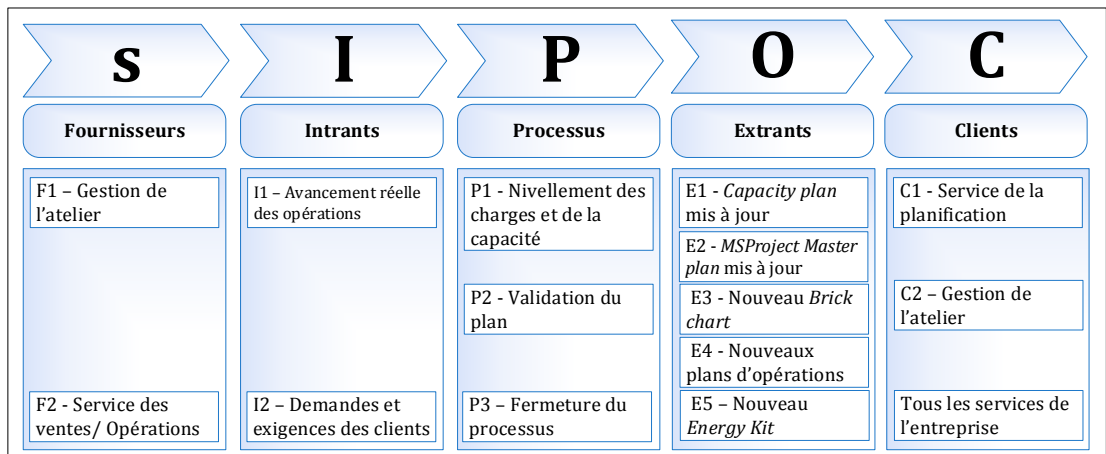 s
I
P
O
C
Fournisseurs
Intrants
Processus
Extrants
Clients
F1 – Gestion de
l'atelier
F2 - Service des
ventes/ Opérations
I1 – Avancement réelle
des opérations
I2 – Demandes et
exigences des clients
P1 - Nivellement des
charges et de la
capacité
P2 - Validation du
plan
P3 – Fermeture du
processus
E1 - Capacity plan
mis à jour
E2 - MSProject Master
plan mis à jour
E3 - Nouveau Brick
chart
E4 - Nouveaux
plans d'opérations
E5 – Nouveau
Energy Kit
C1 - Service de la
planification
C2 – Gestion de
l'atelier
Tous les services de
l'entreprise